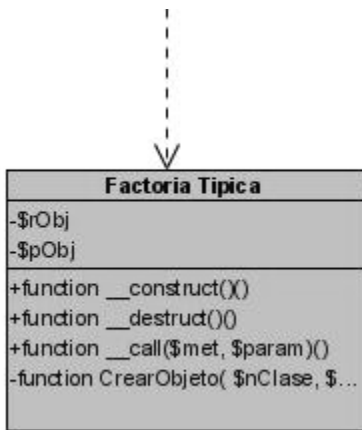 Factoria Tipica
-$rObj
-$pObj
+function __construct()()
+function __destruct()()
+function __call($met, $param)()
-function CrearObjeto( $nClase, $...